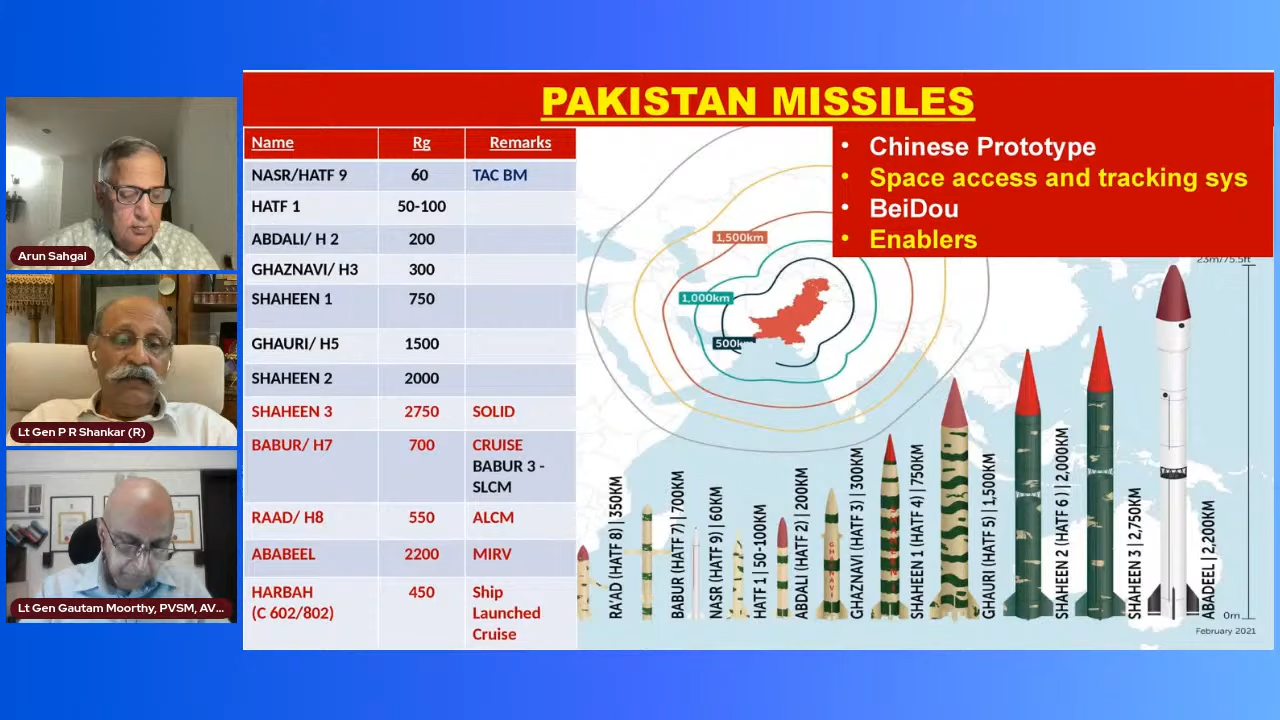 PAKISTAN MISSILES
Name Rg Remarks
NASR/HATF 9 60 TAC BM
HATF 1 50-100
ABDALI/ H 2 200
GHAZNAVI/ H3 300
SHAHEEN 1 750
GHAURI/ H5 1500
SHAHEEN 2 2000
SHAHEEN 3 2750 SOLID
BABUR/ H7 700 CRUISE
BABUR 3 -
SLCM
RAAD/ H8 550 ALCM
ABABEEL 2200 MIRV
HARBAH 450 Ship
(C 602/802) Launched
Cruise
• Chinese Prototype
• Space access and tracking sys
• BeiDou
• Enablers
1,500km
1,000km
500km
23m/75.5ft
RA'AD (HATF 8) | 350KM
BABUR (HATF 7) | 700KM
NASR (HATF 9) | 60KM
HATF 1 | 50-100KM
ABDALI (HATF 2) | 200KM
GHAZNAVI (HATF 3) | 300KM
SHAHEEN 1 (HATF 4) | 750KM
GHAURI (HATF 5) | 1,500KM
SHAHEEN 2 (HATF 6 ) | 2,000KM
SHAHEEN 3 | 2,750KM
ABADEEL | 2,200KM
0m
February 2021
Arun Sahgal
Lt Gen P R Shankar (R)
Lt Gen Gautam Moorthy, PVSM, AV...